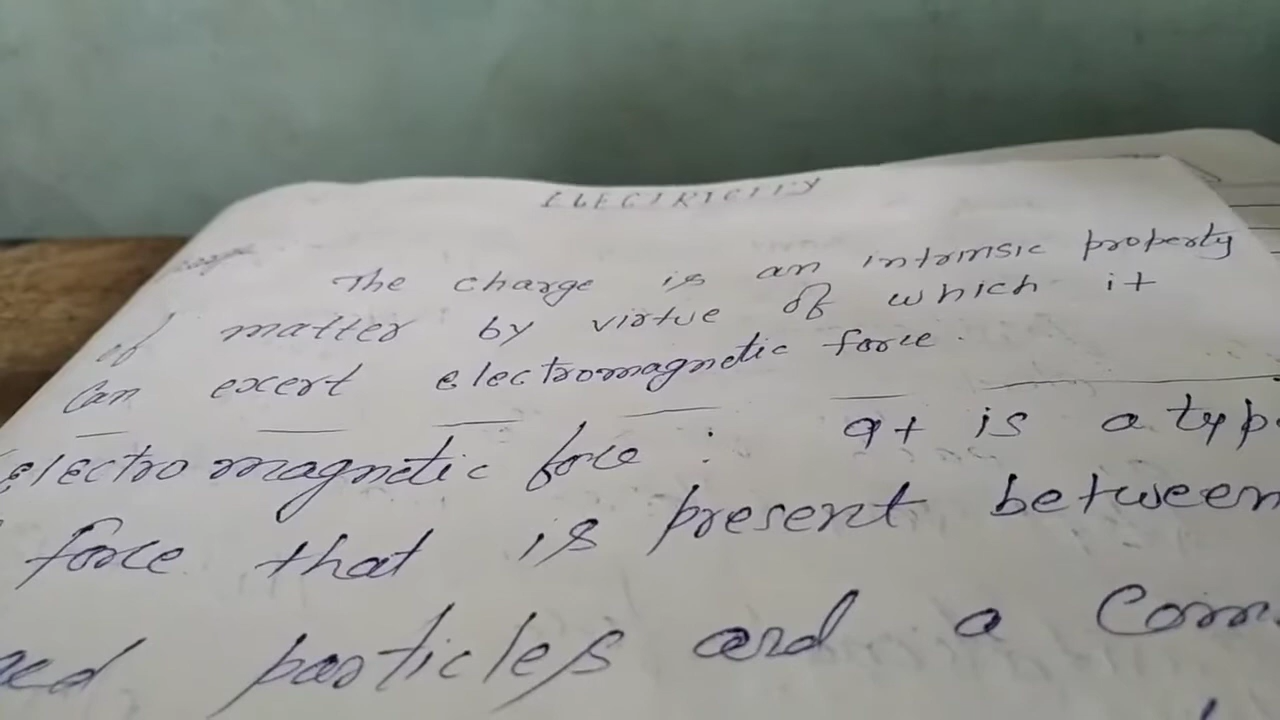 ELECTRICITY
The charge is an intrinsic property
of matter by virtue of which it
Can exert electromagnetic force.
electromagnetic force : It is a typ
force that is present between
ged particles and a Com